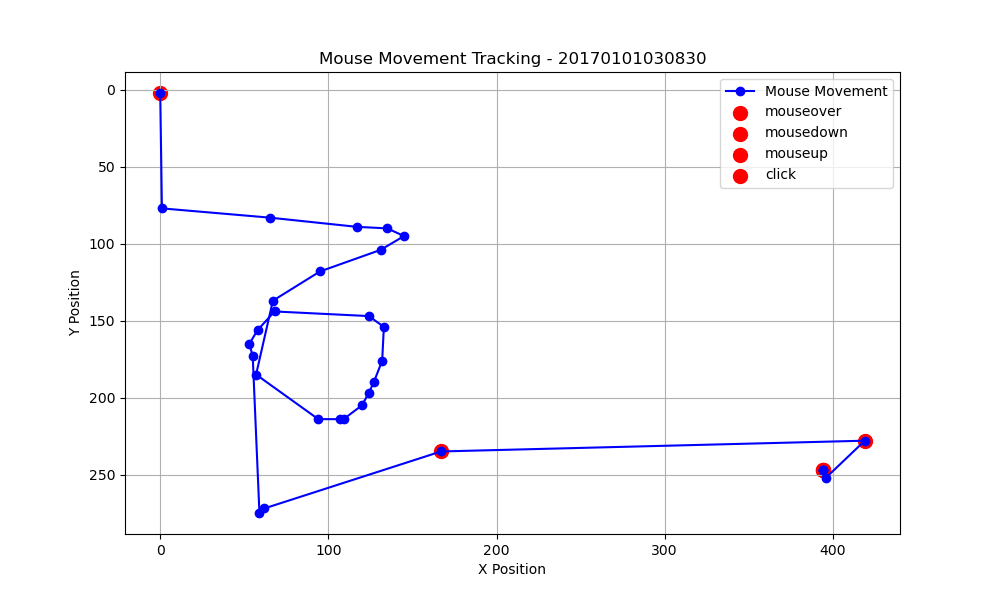 Mouse Movement Tracking - 20170101030830
Mouse Movement
mouseover
mousedown
mouseup
click
0
50
100
150
200
250
Y Position
0 100 200 300 400
X Position